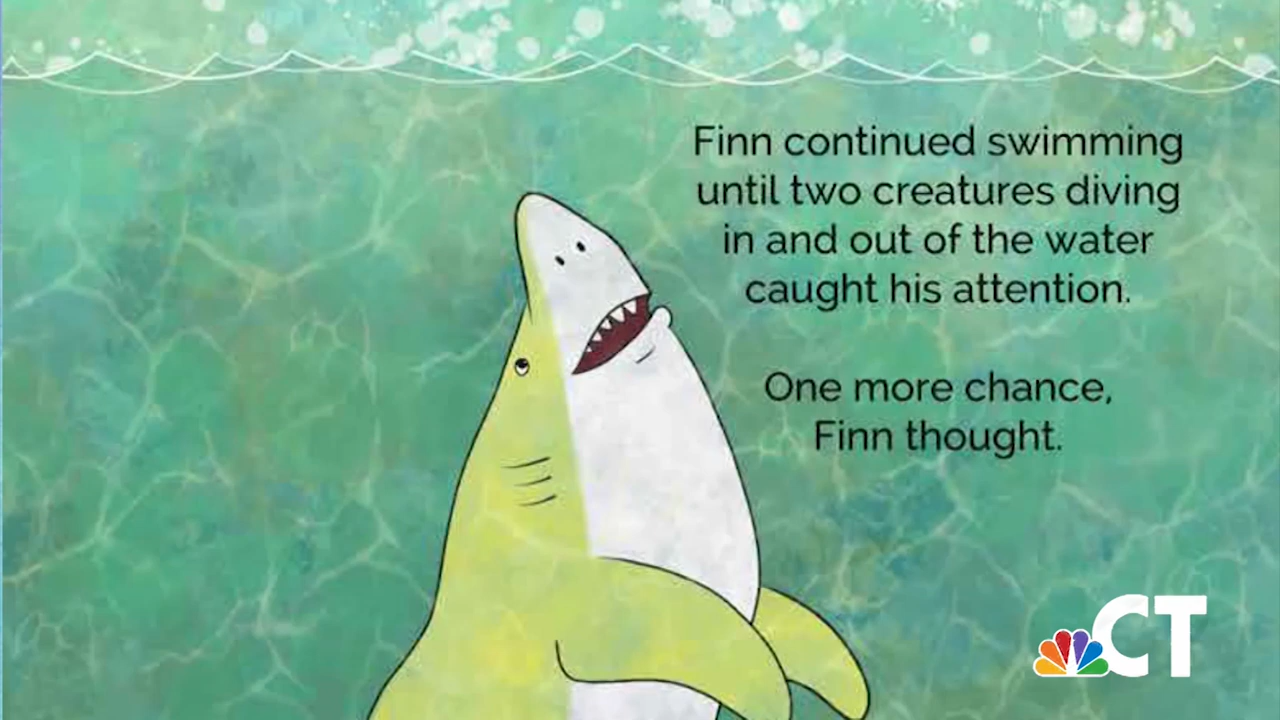 Finn continued swimming
until two creatures diving
in and out of the water
caught his attention.
One more chance,
Finn thought.
CT